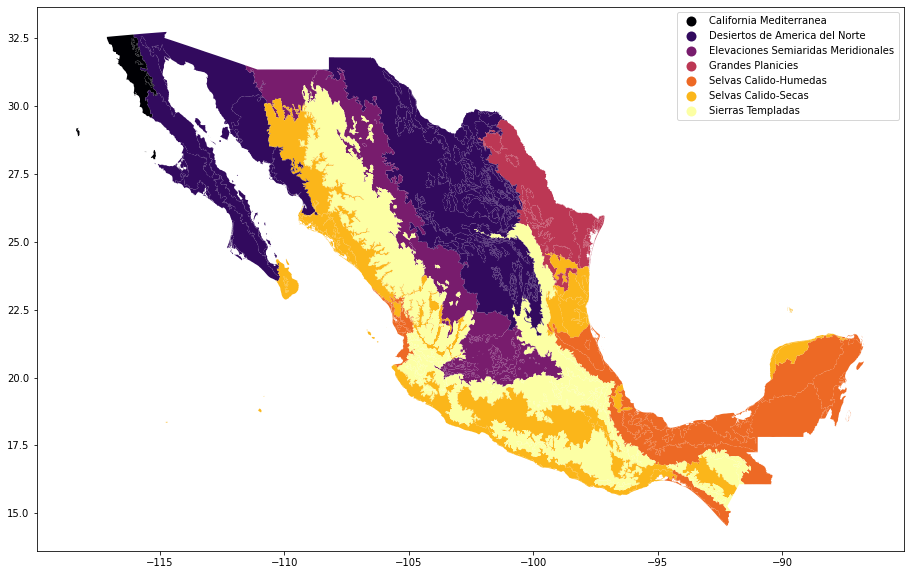 California Mediterranea
Desiertos de America del Norte
Elevaciones Semiaridas Meridionales
Grandes Planicies
Selvas Calido-Humedas
Selvas Calido-Secas
Sierras Templadas
32.5
30.0
27.5
25.0
22.5
20.0
17.5
15.0
−115 −110 −105 −100 −95 −90